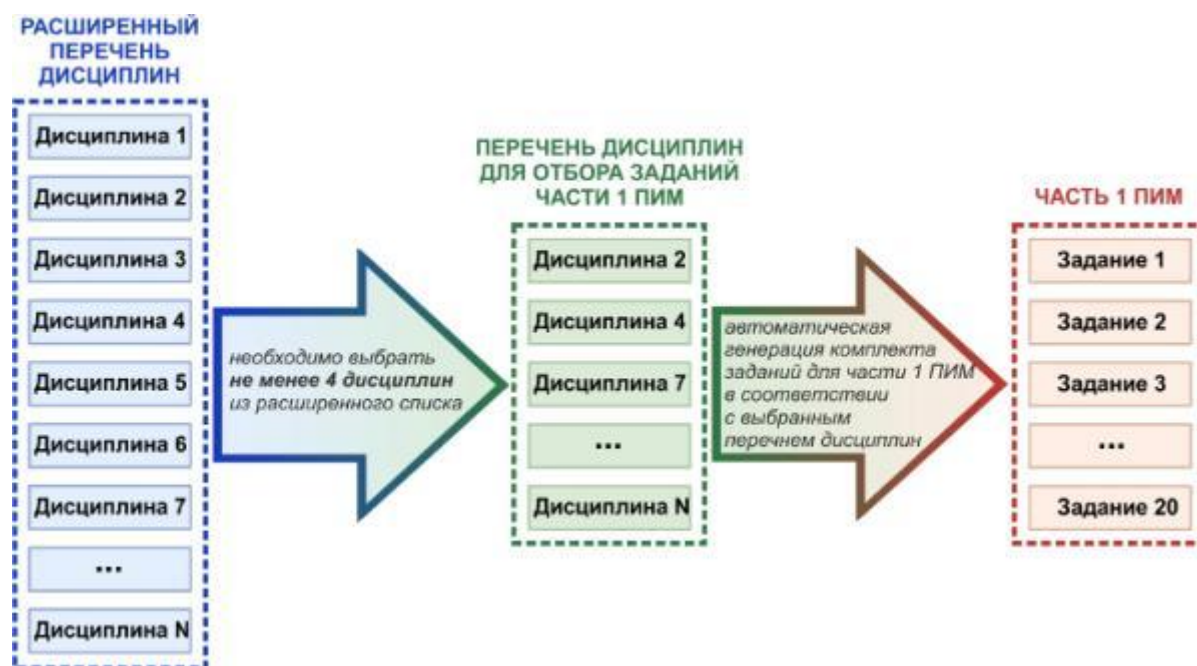 РАСШИРЕННЫЙ
ПЕРЕЧЕНЬ
ДИСЦИПЛИН
Дисциплина 1
Дисциплина 2
Дисциплина 3
Дисциплина 4
Дисциплина 5
Дисциплина 6
Дисциплина 7
...
Дисциплина N
необходимо выбрать
не менее 4 дисциплин
из расширенного списка
ПЕРЕЧЕНЬ ДИСЦИПЛИН
ДЛЯ ОТБОРА ЗАДАНИЙ
ЧАСТИ 1 ПИМ
Дисциплина 2
Дисциплина 4
Дисциплина 7
...
Дисциплина N
автоматическая
генерация комплекта
заданий для части 1 ПИМ
в соответствии
с выбранным
перечнем дисциплин
ЧАСТЬ 1 ПИМ
Задание 1
Задание 2
Задание 3
...
Задание 20